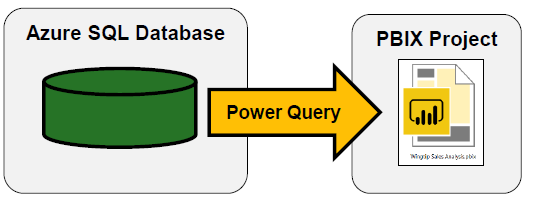 Azure SQL Database
PBIX Project
Power Query
Wingtip Sales Analysis.pbix